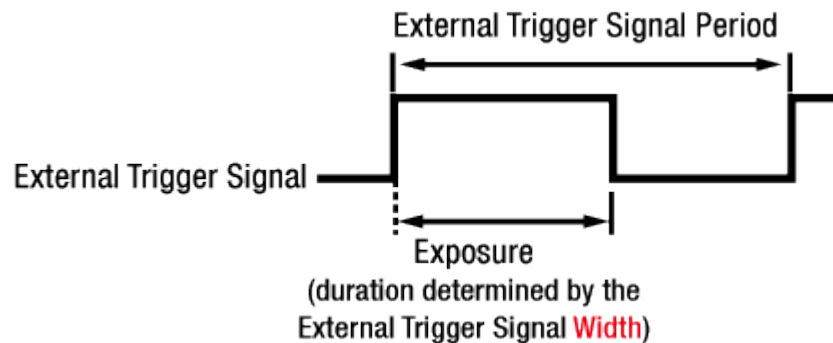 External Trigger Signal Period
External Trigger Signal
Exposure
(duration determined by the
External Trigger Signal Width)